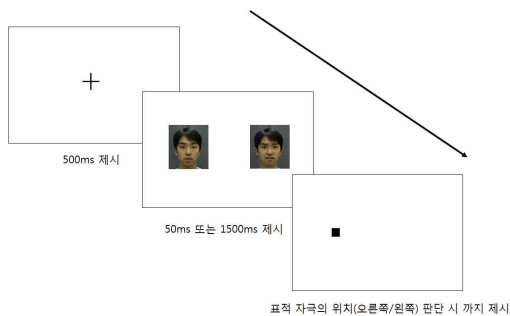 500ms 제시
50ms 또는 1500ms 제시
표적 자극의 위치(오른쪽/왼쪽) 판단 시 까지 제시